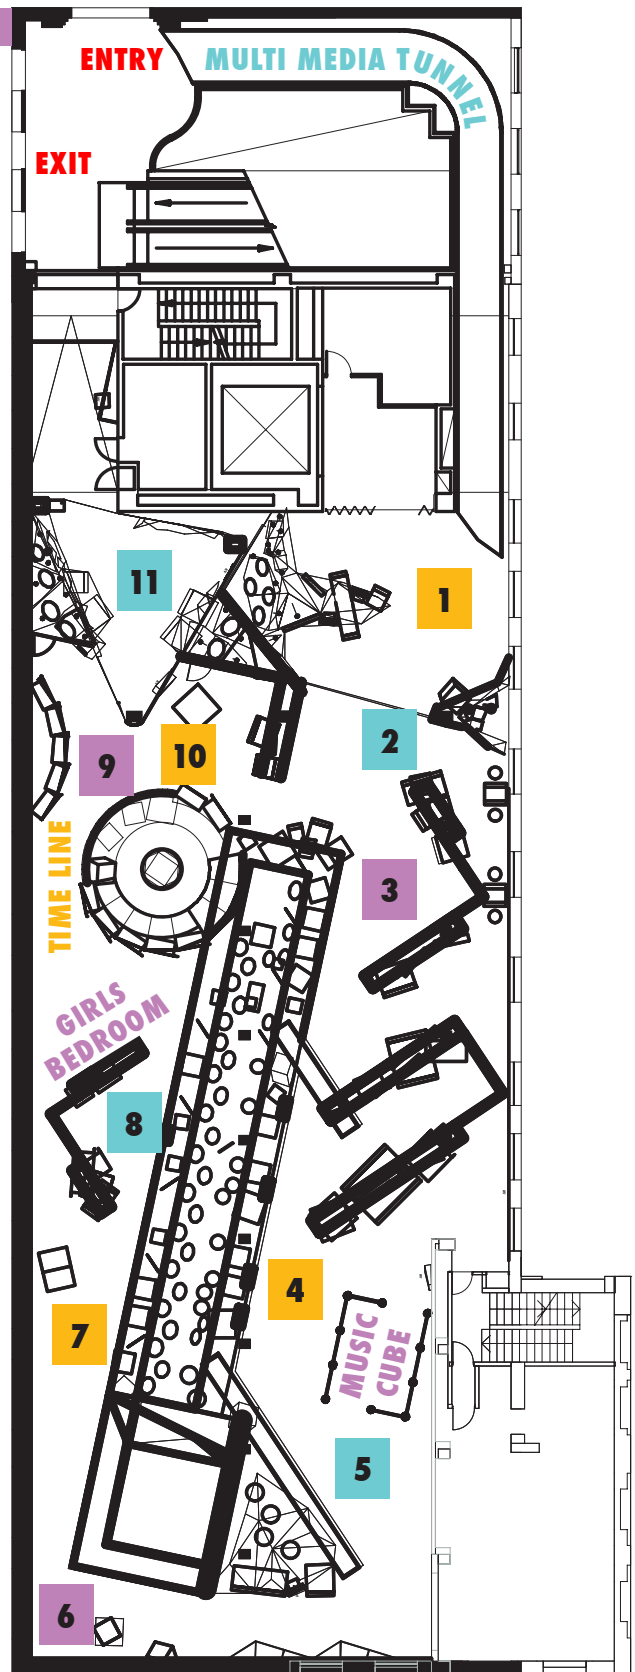 ENTRY
MULTI MEDIA TUNNEL
EXIT
11
1
2
10
9
3
TIME LINE
GIRLS
BEDROOM
8
4
7
MUSIC
CUBE
5
6